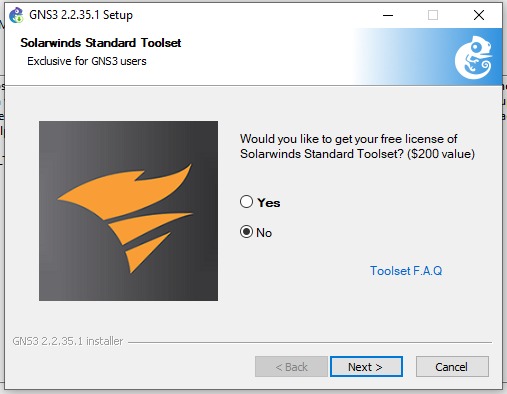 GNS3 2.2.35.1 Setup
Solarwinds Standard Toolset
Exclusive for GNS3 users
Would you like to get your free license of
Solarwinds Standard Toolset? ($200 value)
Yes
No
Toolset F.A.Q
GNS3 2.2.35.1 installer
< Back
Next >
Cancel